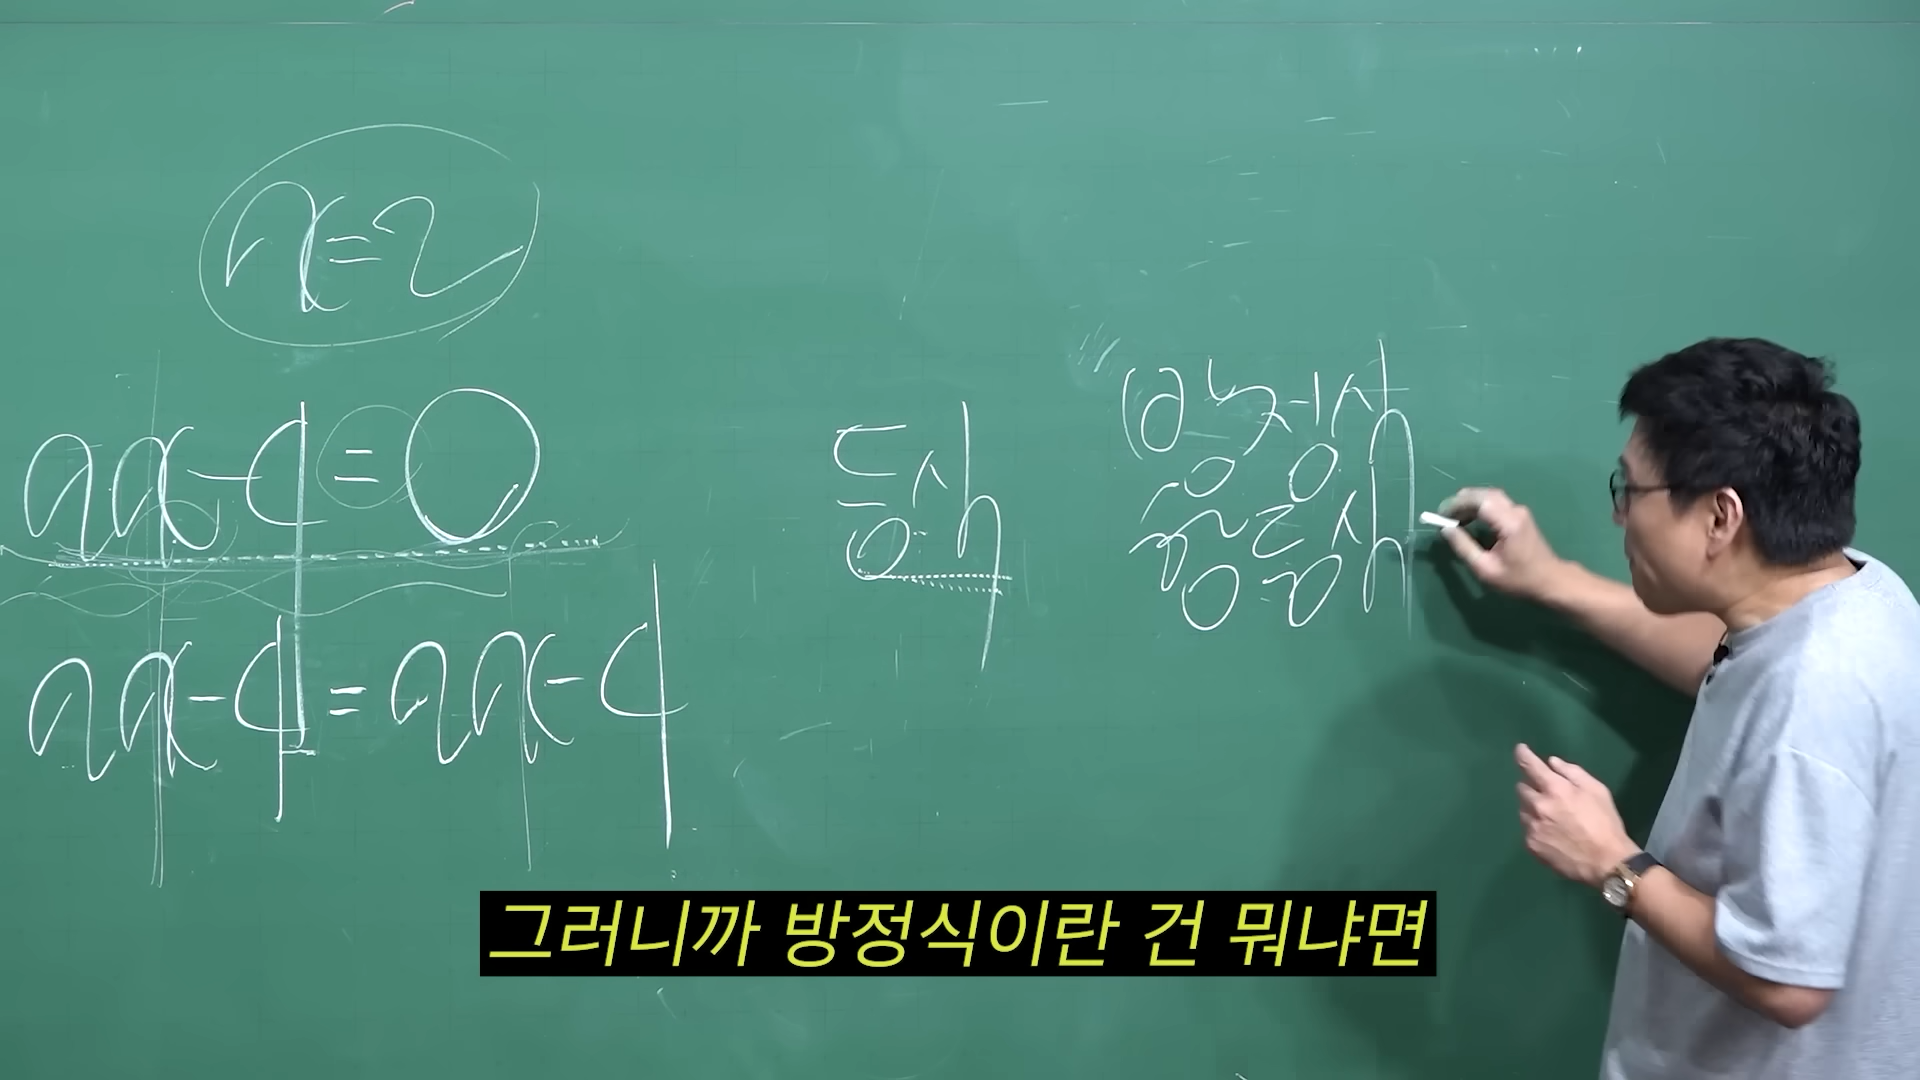 x=2
2x-4=0
2x-4=2x-4
등식
방정식
항등식
그러니까 방정식이란 건 뭐냐면